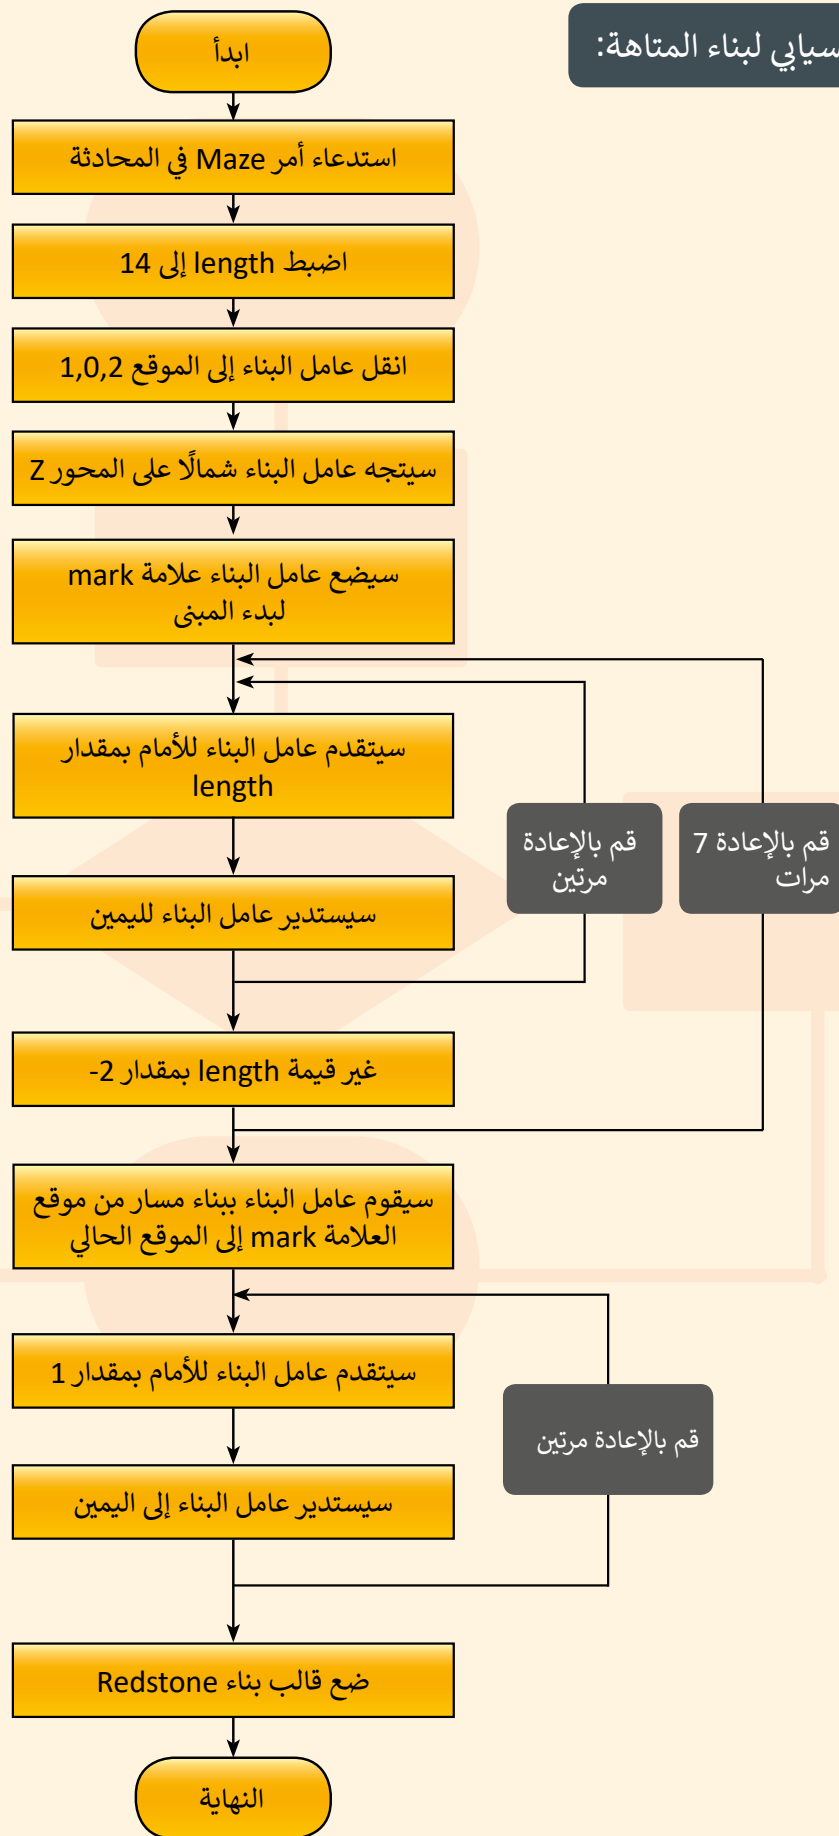 لبناء المتاهة:
ابدأ
استدعاء أمر Maze في المحادثة
اضبط length إلى 14
انقل عامل البناء إلى الموقع 1,0,2
سيتجه عامل البناء شمالًا على المحور Z
سيضع عامل البناء علامة mark
لبدء المبنى
سيتقدم عامل البناء للأمام بمقدار
length
قم بالإعادة
مرتين
قم بالإعادة 7
مرات
سيستدير عامل البناء لليمين
غير قيمة length بمقدار 2-
سيقوم عامل البناء ببناء مسار من موقع
العلامة mark إلى الموقع الحالي
سيتقدم عامل البناء للأمام بمقدار 1
قم بالإعادة مرتين
سيستدير عامل البناء إلى اليمين
ضع قالب بناء Redstone
النهاية